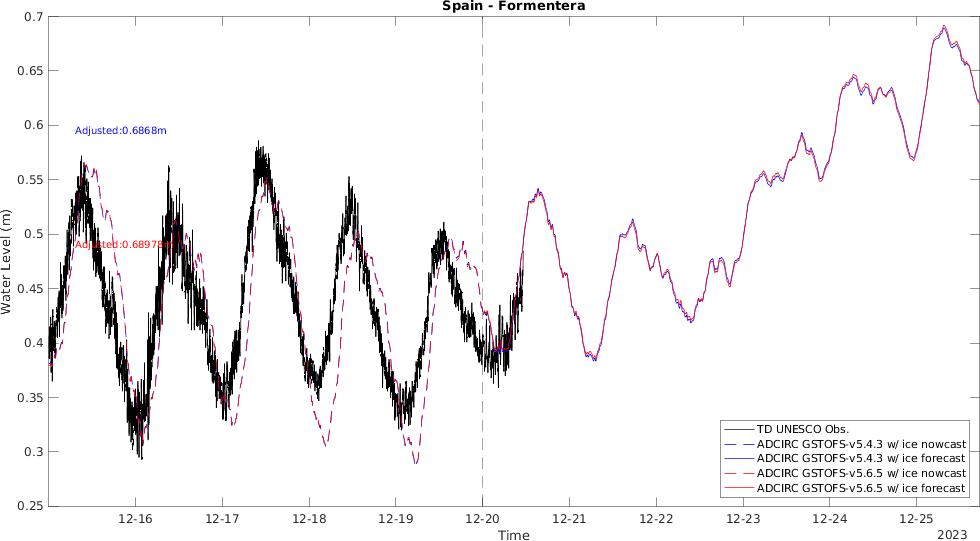 Spain - Formentera
0.7
0.65
0.6
0.55
0.5
0.45
0.4
0.35
0.3
0.25
Water Level (m)
Adjusted:0.6868m
Adjusted:0.68978m
12-16
12-17
12-18
12-19
12-20
12-21
12-22
12-23
12-24
12-25
Time
2023
TD UNESCO Obs.
ADCIRC GSTOFS-v5.4.3 w/ ice nowcast
ADCIRC GSTOFS-v5.4.3 w/ ice forecast
ADCIRC GSTOFS-v5.6.5 w/ ice nowcast
ADCIRC GSTOFS-v5.6.5 w/ ice forecast